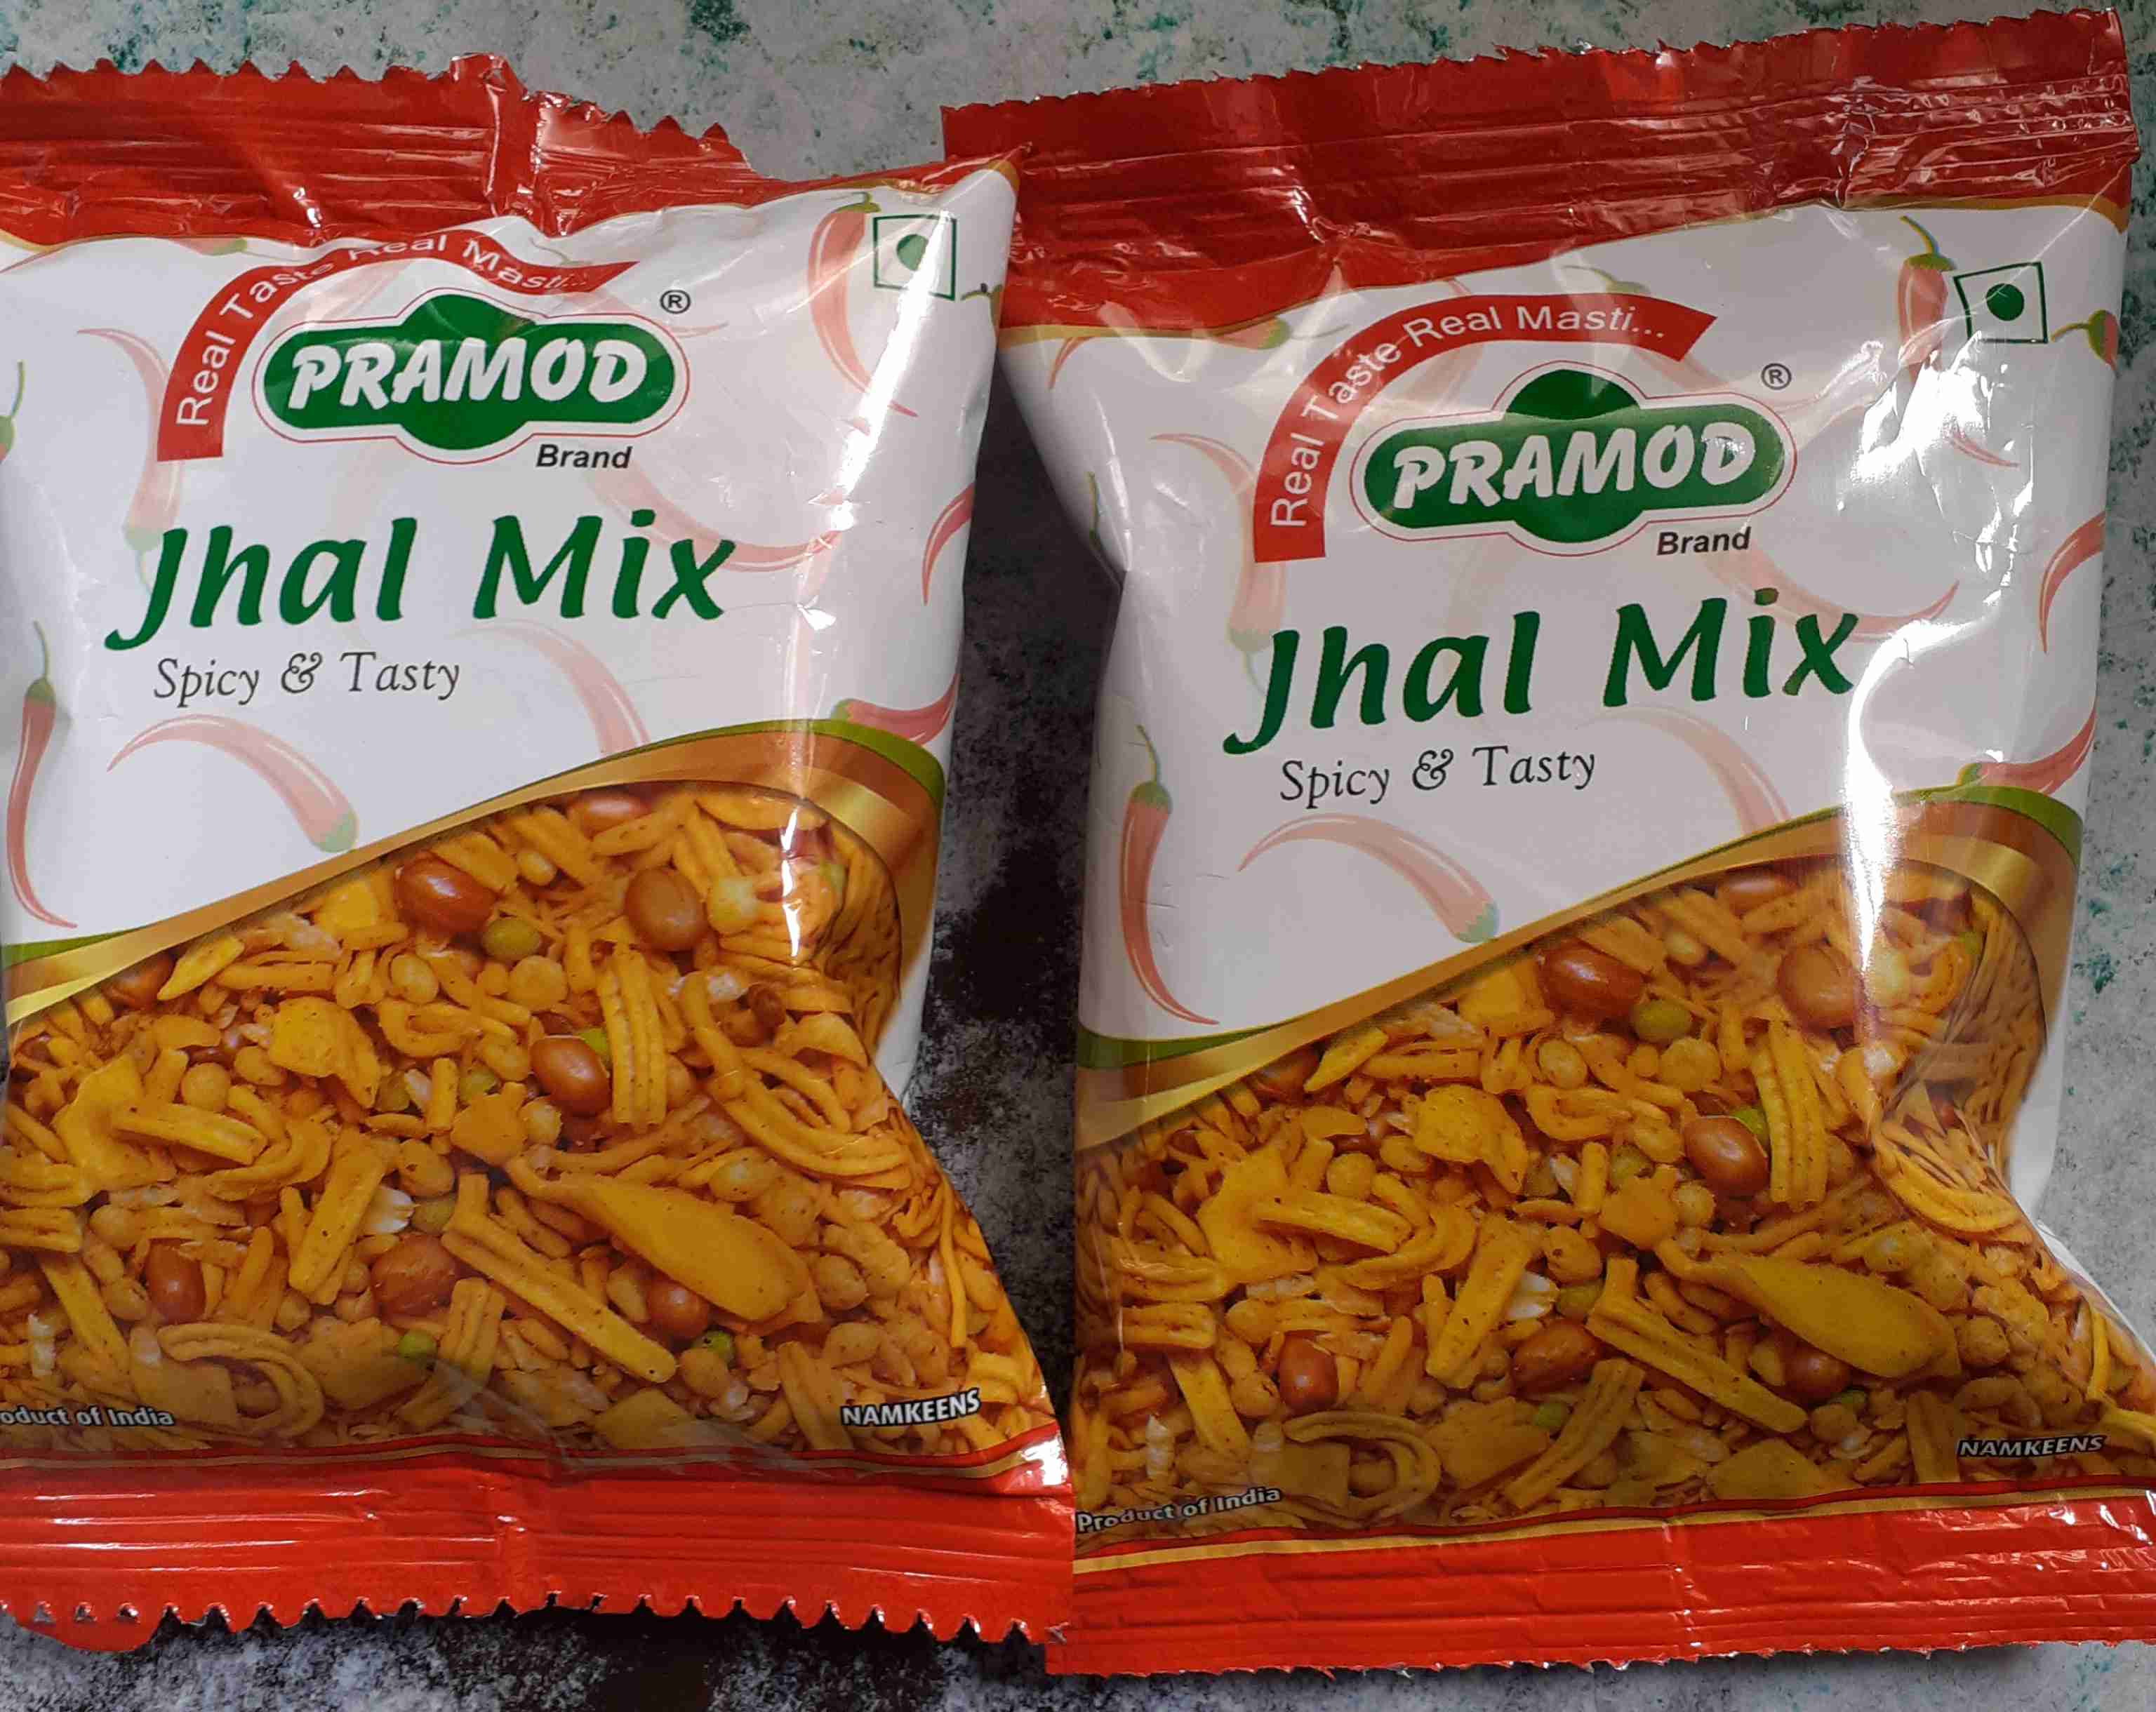 Real Taste Real Masti...
PRAMOD ®
Brand
Jhal Mix
Spicy & Tasty
oduct of India
NAMKEENS
Real Taste Real Masti...
PRAMOD ®
Brand
Jhal Mix
Spicy & Tasty
Product of India
NAMKEENS